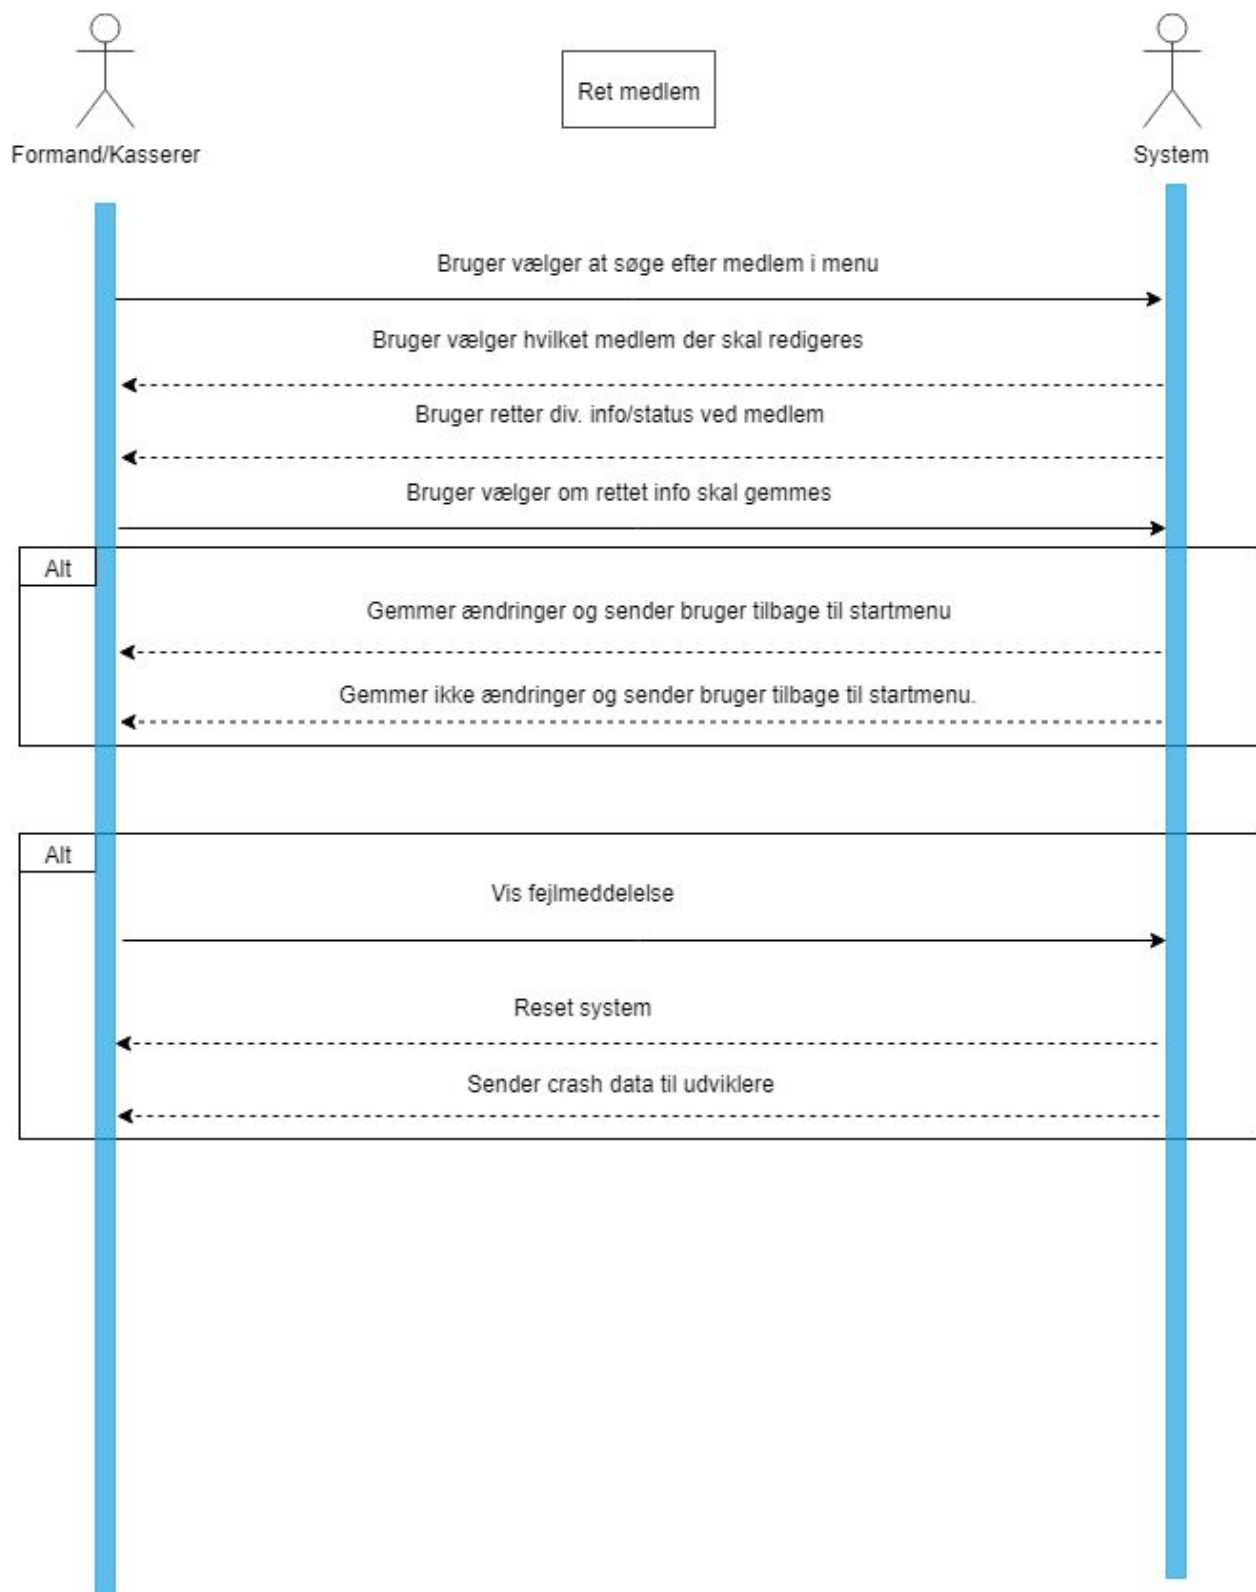 Ret medlem
Formand/Kasserer
System
Bruger vælger at søge efter medlem i menu
Bruger vælger hvilket medlem der skal redigeres
Bruger retter div. info/status ved medlem
Bruger vælger om rettet info skal gemmes
Alt
Gemmer ændringer og sender bruger tilbage til startmenu
Gemmer ikke ændringer og sender bruger tilbage til startmenu.
Alt
Vis fejlmeddelelse
Reset system
Sender crash data til udviklere